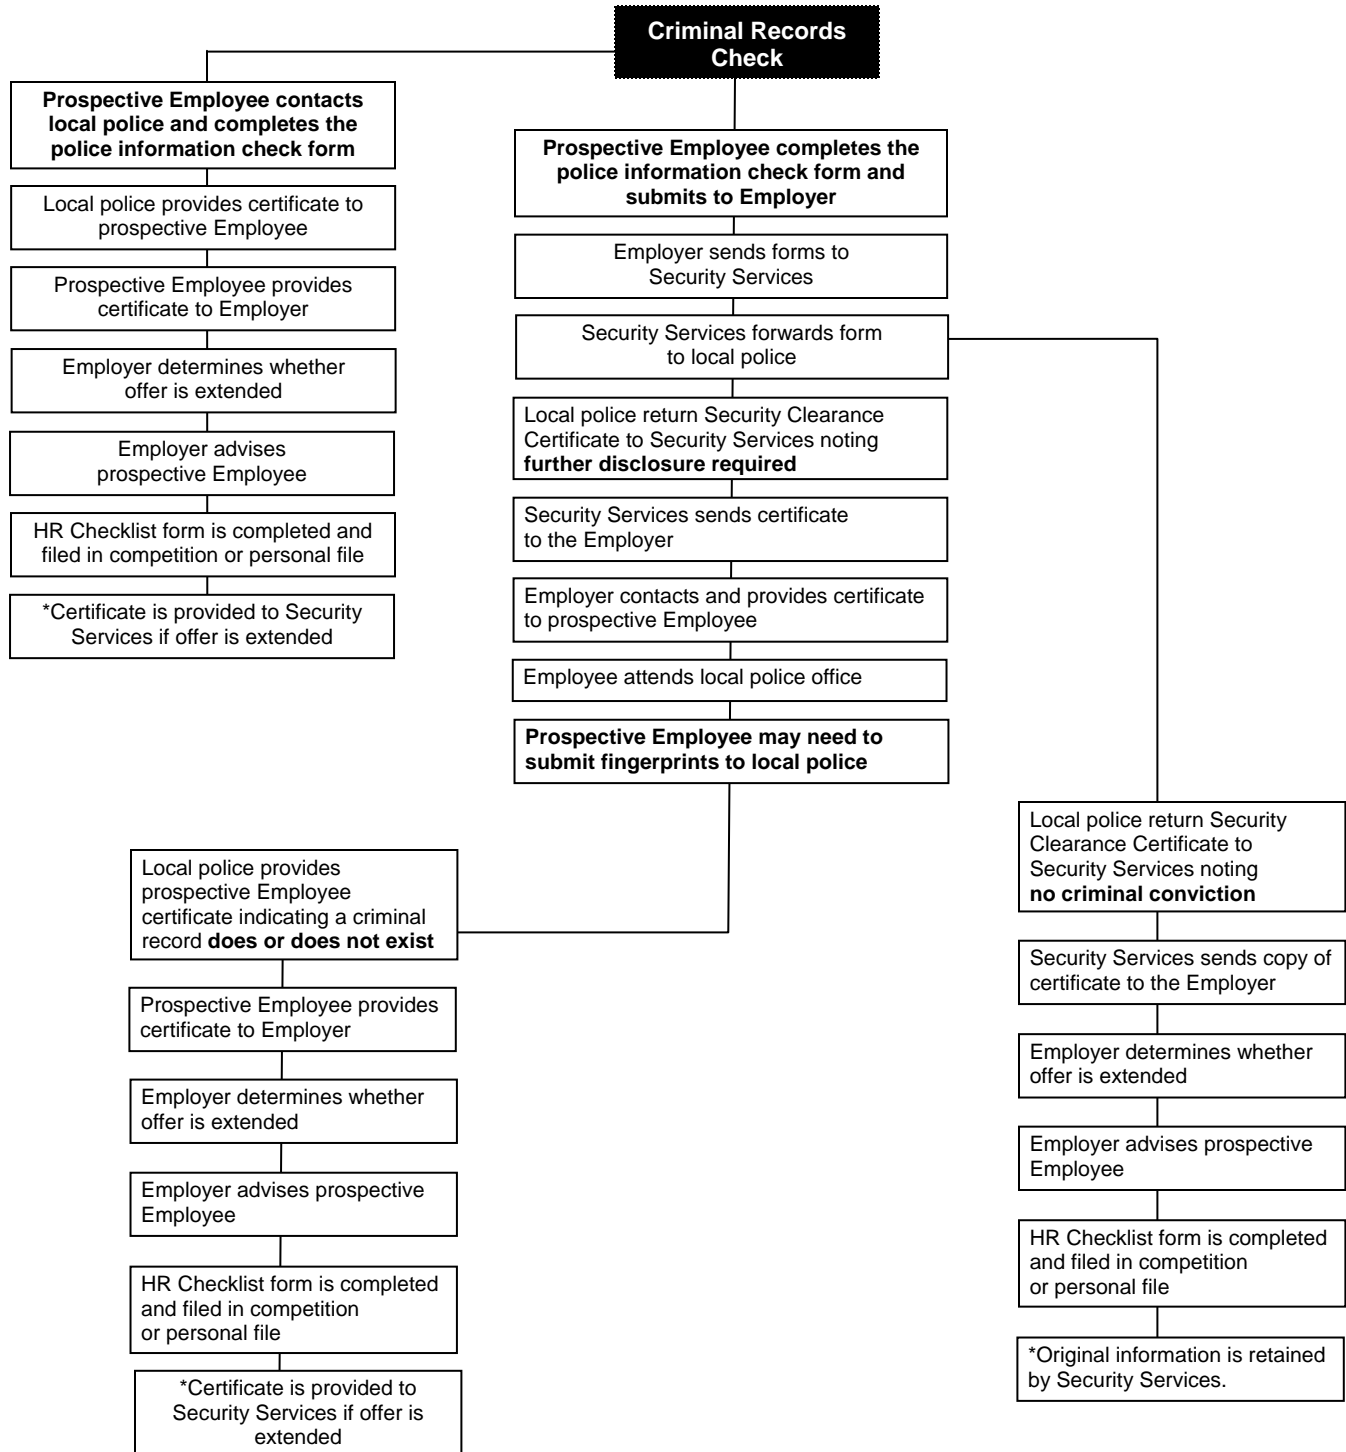 Criminal Records
Check
Prospective Employee contacts
local police and completes the
police information check form
Local police provides certificate to
prospective Employee
Prospective Employee provides
certificate to Employer
Employer determines whether
offer is extended
Employer advises
prospective Employee
HR Checklist form is completed and
filed in competition or personal file
*Certificate is provided to Security
Services if offer is extended
Prospective Employee completes the
police information check form and
submits to Employer
Employer sends forms to
Security Services
Security Services forwards form
to local police
Local police return Security Clearance
Certificate to Security Services noting
further disclosure required
Security Services sends certificate
to the Employer
Employer contacts and provides certificate
to prospective Employee
Employee attends local police office
Prospective Employee may need to
submit fingerprints to local police
Local police provides
prospective Employee
certificate indicating a criminal
record does or does not exist
Prospective Employee provides
certificate to Employer
Employer determines whether
offer is extended
Employer advises prospective
Employee
HR Checklist form is completed
and filed in competition
or personal file
*Certificate is provided to
Security Services if offer is
extended
Local police return Security
Clearance Certificate to
Security Services noting
no criminal conviction
Security Services sends copy of
certificate to the Employer
Employer determines whether
offer is extended
Employer advises prospective
Employee
HR Checklist form is completed
and filed in competition
or personal file
*Original information is retained
by Security Services.